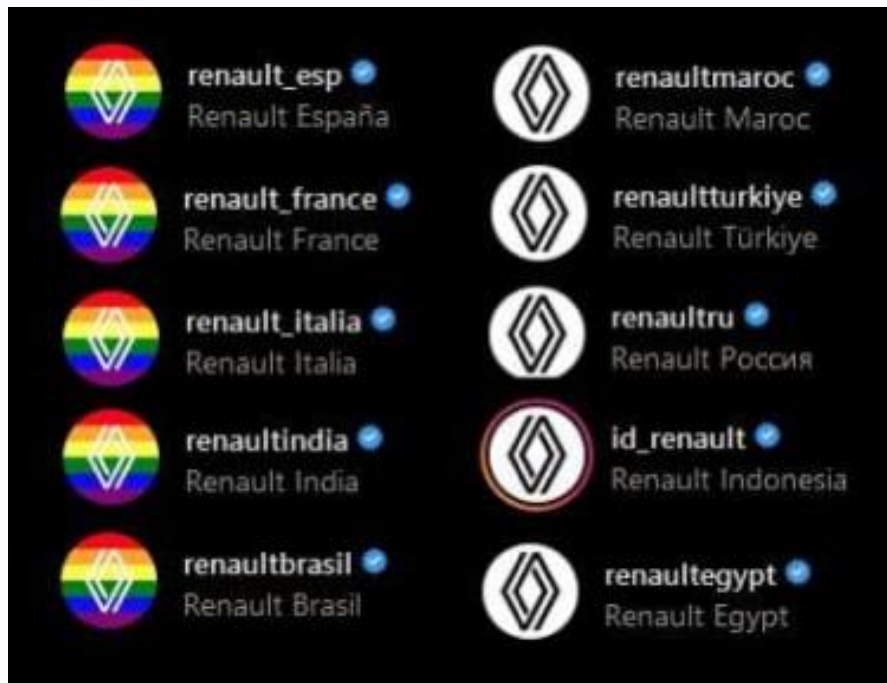 renault_esp
Renault España
renault_france
Renault France
renault_italia
Renault Italia
renaultindia
Renault India
renaultbrasil
Renault Brasil
renaultmaroc
Renault Maroc
renaultturkiye
Renault Türkiye
renaultru
Renault Россия
id_renault
Renault Indonesia
renaultegypt
Renault Egypt